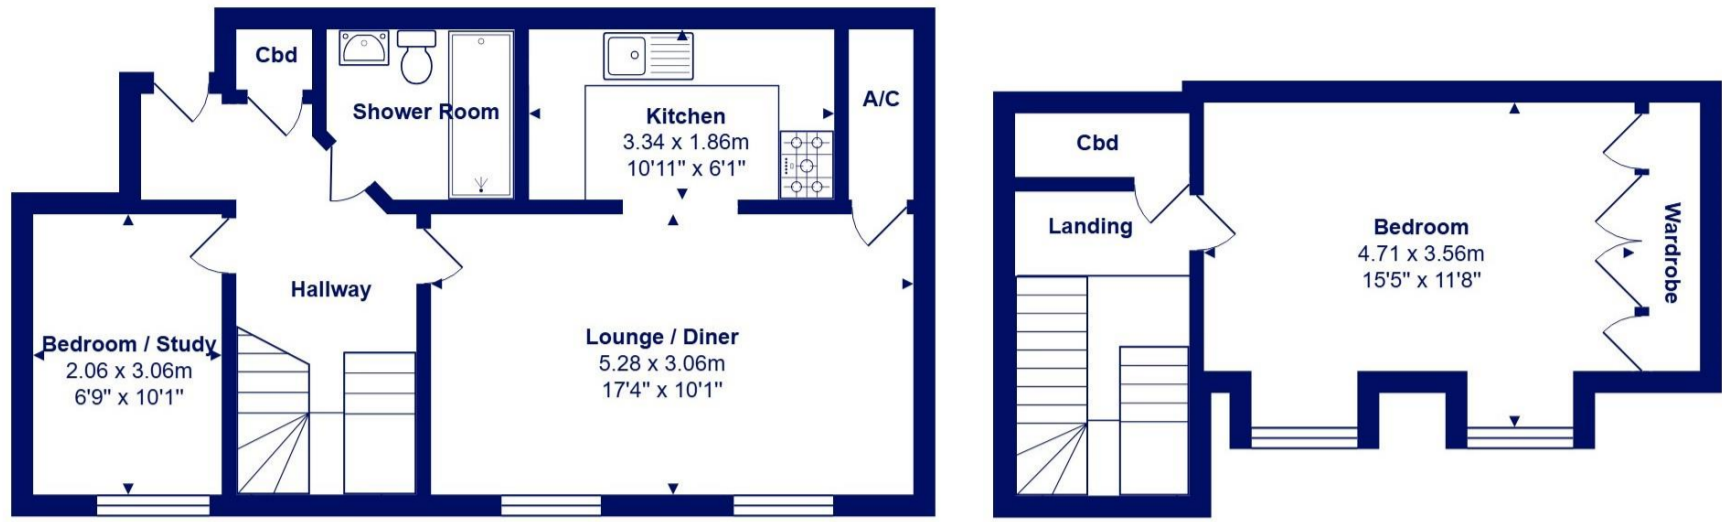 Cbd
Shower Room
Kitchen
3.34 x 1.86m
10'11" x 6'1"
A/C
Hallway
Bedroom / Study
2.06 x 3.06m
6'9" x 10'1"
Lounge / Diner
5.28 x 3.06m
17'4" x 10'1"
Cbd
Landing
Bedroom
4.71 x 3.56m
15'5" x 11'8"
Wardrobe